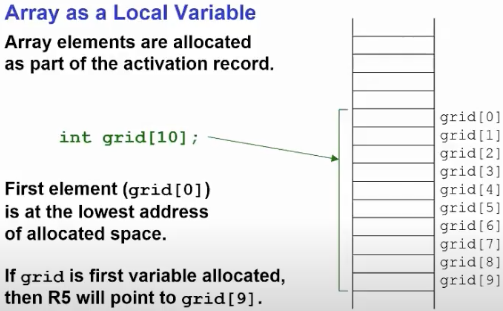 Array as a Local Variable
Array elements are allocated
as part of the activation record.
int grid[10];
First element (grid[0])
is at the lowest address
of allocated space.
If grid is first variable allocated,
then R5 will point to grid[9].
grid[0]
grid[1]
grid[2]
grid[3]
grid[4]
grid[5]
grid[6]
grid[7]
grid[8]
grid[9]